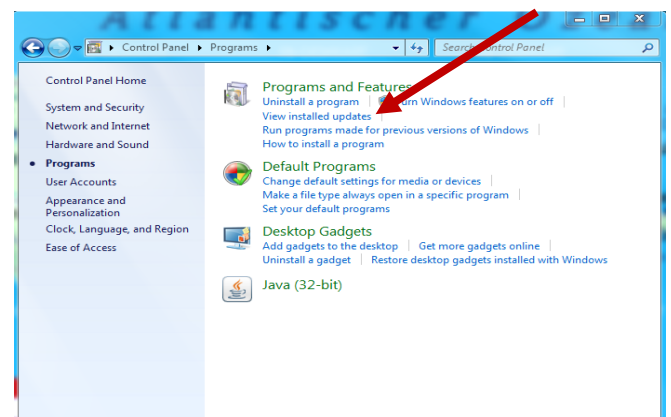 Atlantischer
Control Panel Programs Search Control Panel
Control Panel Home
System and Security
Network and Internet
Hardware and Sound
Programs
User Accounts
Appearance and
Personalization
Clock, Language, and Region
Ease of Access
Programs and Features
Uninstall a program Turn Windows features on or off
View installed updates
Run programs made for previous versions of Windows
How to install a program
Default Programs
Change default settings for media or devices
Make a file type always open in a specific program
Set your default programs
Desktop Gadgets
Add gadgets to the desktop Get more gadgets online
Uninstall a gadget Restore desktop gadgets installed with Windows
Java (32-bit)